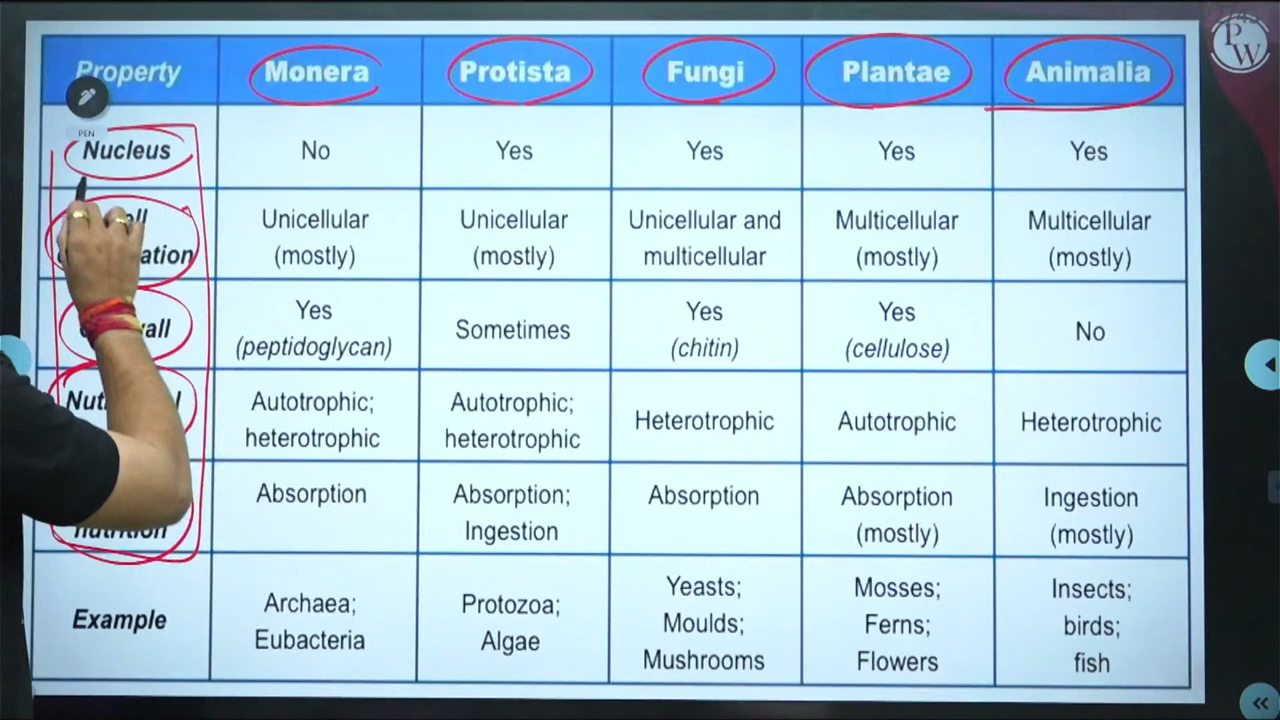 Property Monera Protista Fungi Plantae Animalia
PEN
Nucleus No Yes Yes Yes Yes
Unicellular Unicellular Unicellular and Multicellular Multicellular
(mostly) (mostly) multicellular (mostly) (mostly)
Yes Sometimes Yes Yes No
(peptidoglycan) (chitin) (cellulose)
Autotrophic; Autotrophic; Heterotrophic Autotrophic Heterotrophic
heterotrophic heterotrophic
Absorption Absorption; Absorption Absorption Ingestion
nutrition Ingestion (mostly) (mostly)
Example Archaea; Protozoa; Yeasts; Mosses; Insects;
Eubacteria Algae Moulds; Ferns; birds;
Mushrooms Flowers fish
PW